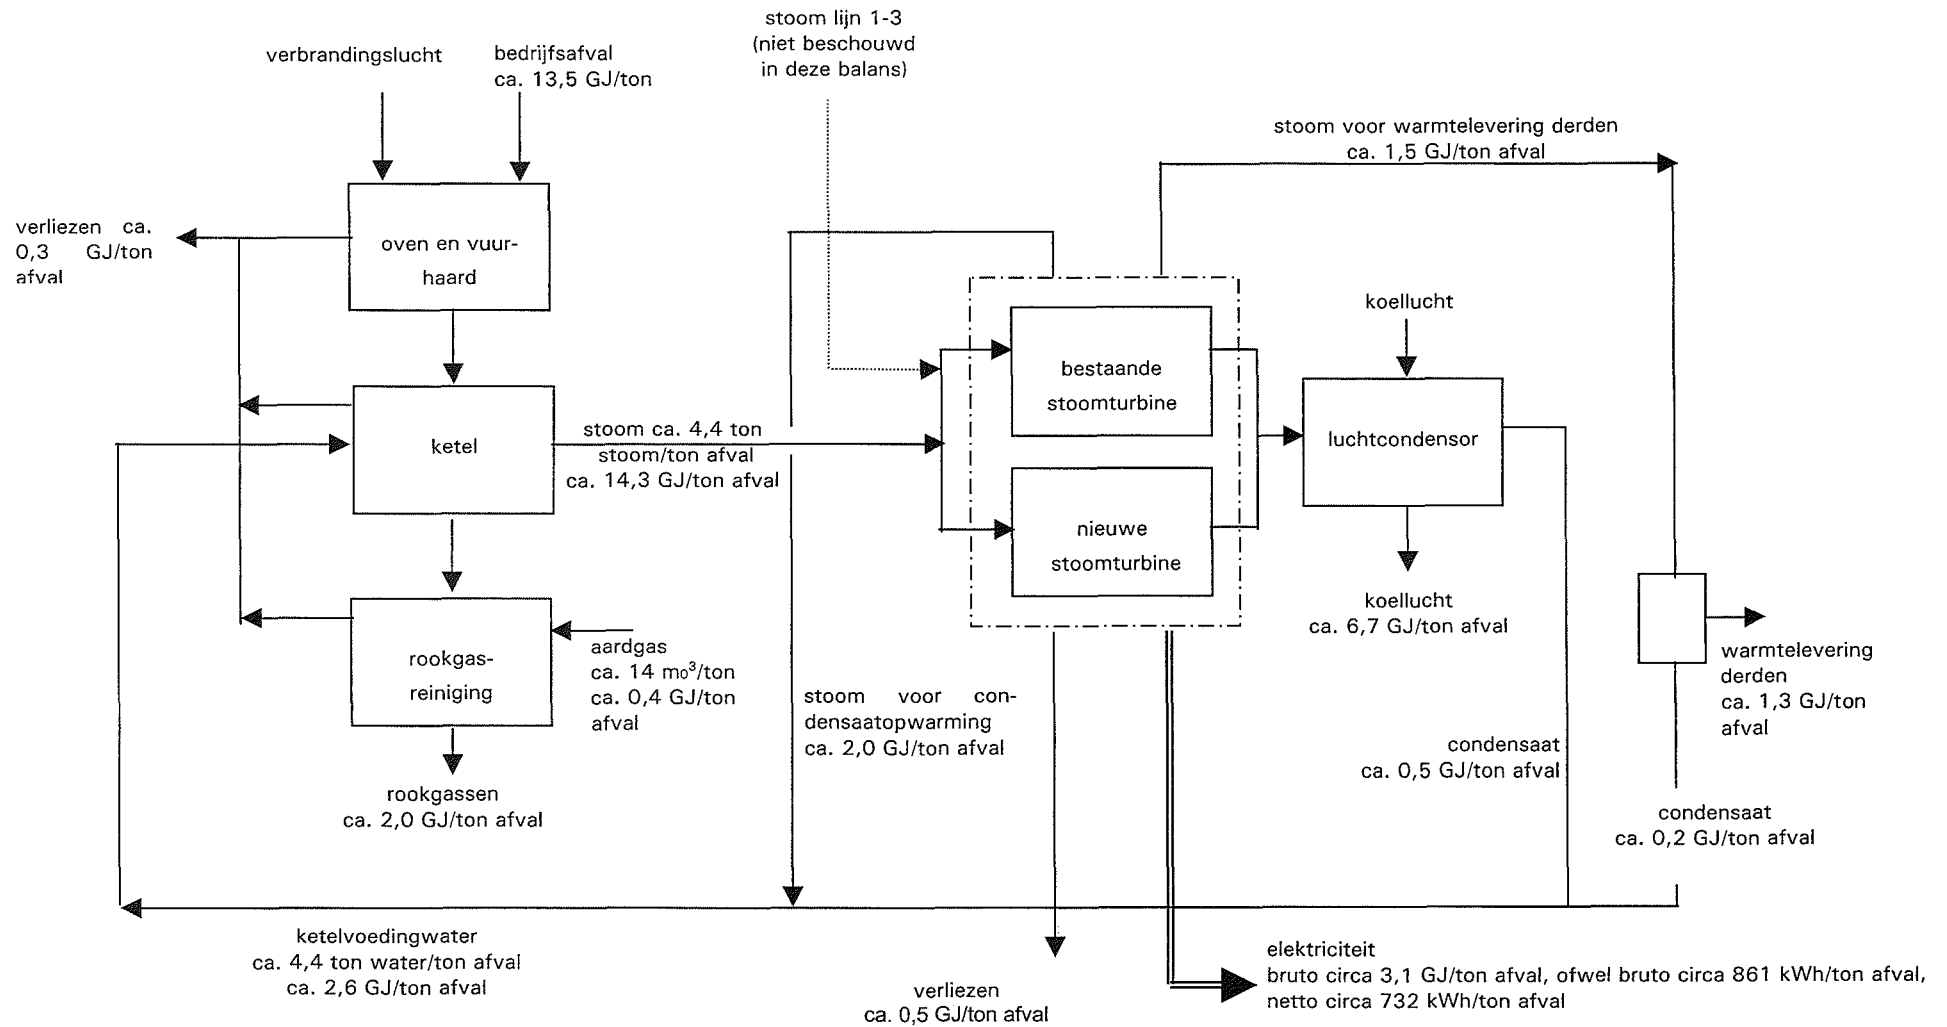 stoom lijn 1-3
(niet beschouwd
in deze balans)
verbrandingslucht
bedrijfsafval
ca. 13,5 GJ/ton
stoom voor warmtelevering derden
ca. 1,5 GJ/ton afval
verliezen ca.
0,3 GJ/ton
afval
oven en vuur-
haard
koellucht
bestaande
stoomturbine
ketel
stoom ca. 4,4 ton
stoom/ton afval
ca. 14,3 GJ/ton afval
luchtcondensor
nieuwe
stoomturbine
koellucht
ca. 6,7 GJ/ton afval
rookgas-
reiniging
aardgas
ca. 14 m₀³/ton
ca. 0,4 GJ/ton
afval
stoom voor con-
densaatopwarming
ca. 2,0 GJ/ton afval
warmtelevering
derden
ca. 1,3 GJ/ton
afval
condensaat
ca. 0,5 GJ/ton afval
rookgassen
ca. 2,0 GJ/ton afval
condensaat
ca. 0,2 GJ/ton afval
ketelvoedingwater
ca. 4,4 ton water/ton afval
ca. 2,6 GJ/ton afval
verliezen
ca. 0,5 GJ/ton afval
elektriciteit
bruto circa 3,1 GJ/ton afval, ofwel bruto circa 861 kWh/ton afval,
netto circa 732 kWh/ton afval